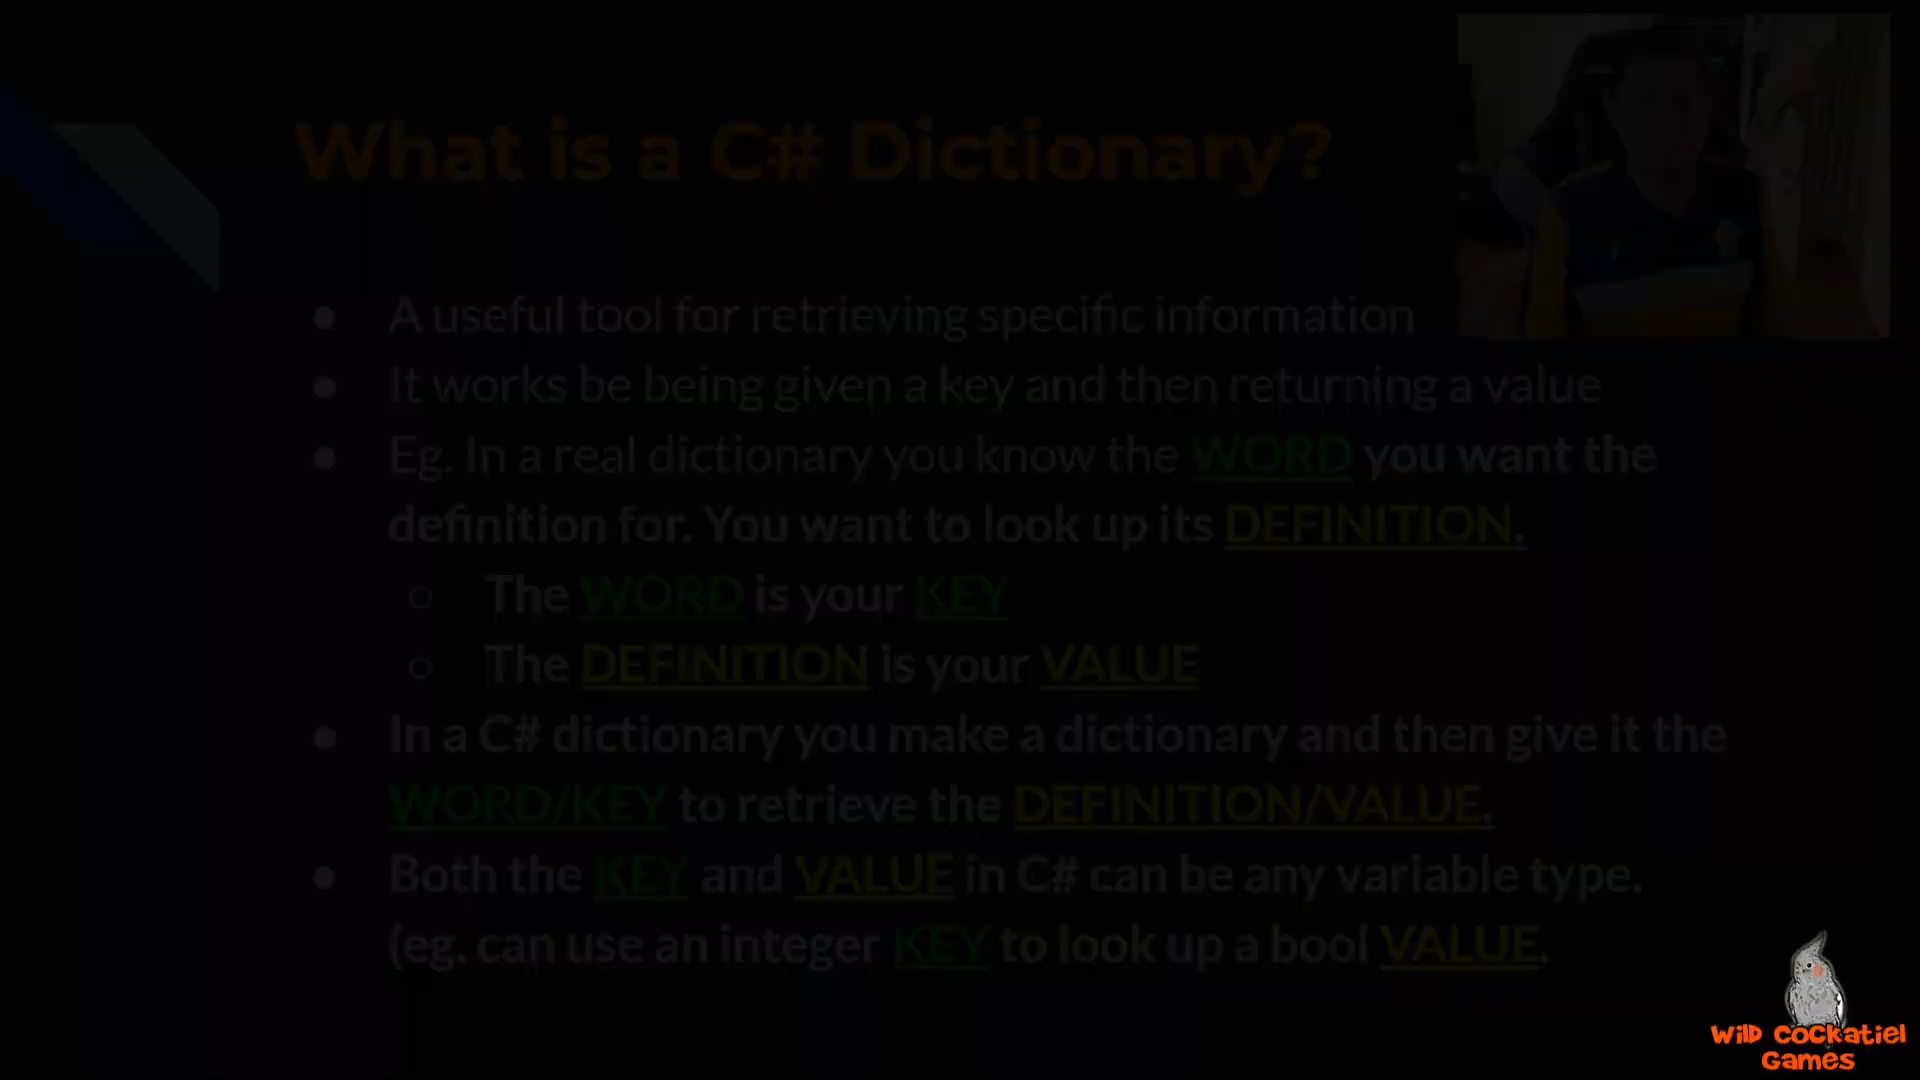 What is a C# Dictionary?
● A useful tool for retrieving specific information
● It works be being given a key and then returning a value
● Eg. In a real dictionary you know the WORD you want the
definition for. You want to look up its DEFINITION.
○ The WORD is your KEY
○ The DEFINITION is your VALUE
● In a C# dictionary you make a dictionary and then give it the
WORD/KEY to retrieve the DEFINITION/VALUE.
● Both the KEY and VALUE in C# can be any variable type.
(eg. can use an integer KEY to look up a bool VALUE.
Wild Cockatiel
Games